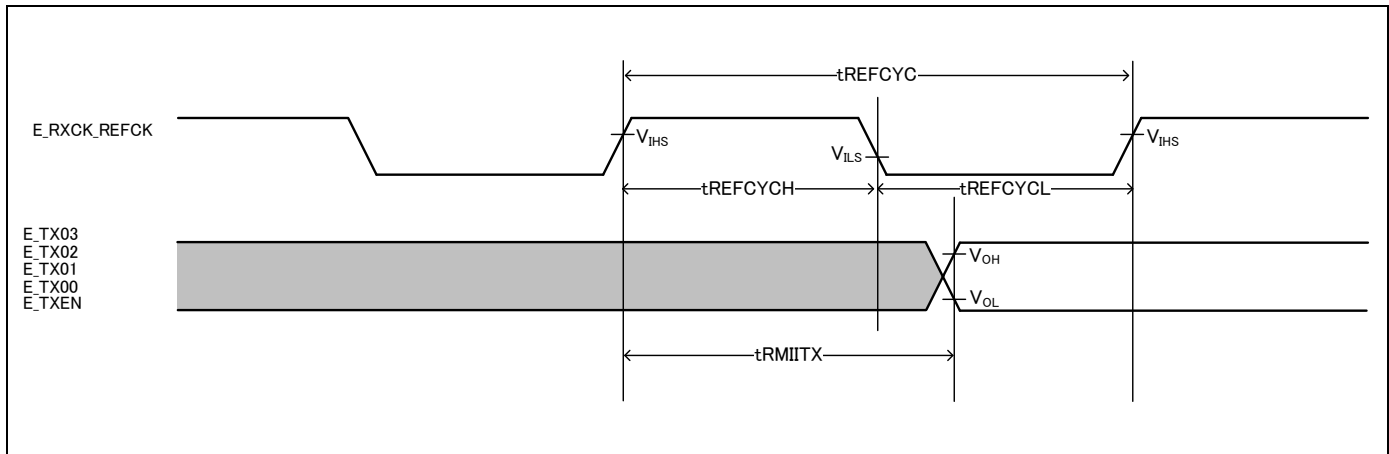 tREFCYC
E_RXCK_REFCK
VIHS
VILS
VIHS
tREFCYCH
tREFCYCL
E_TX03
E_TX02
E_TX01
E_TX00
E_TXEN
VOH
VOL
tRMIITX